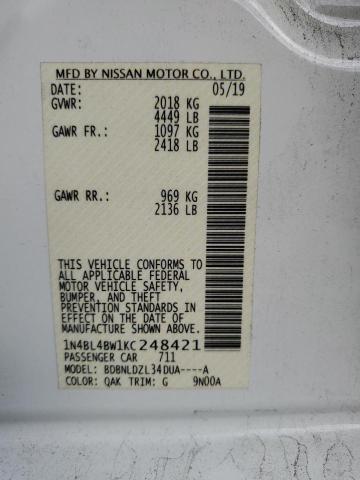 MFD BY NISSAN MOTOR CO., LTD.
DATE: 05/19
GVWR: 2018 KG
4449 LB
GAWR FR.: 1097 KG
2418 LB
GAWR RR.: 969 KG
2136 LB
THIS VEHICLE CONFORMS TO
ALL APPLICABLE FEDERAL
MOTOR VEHICLE SAFETY,
BUMPER, AND THEFT
PREVENTION STANDARDS IN
EFFECT ON THE DATE OF
MANUFACTURE SHOWN ABOVE.
1N4BL4BW1KC248421
PASSENGER CAR 711
MODEL: BDBNLDZL34DUA----A
COLOR: QAK TRIM: G 9N00A